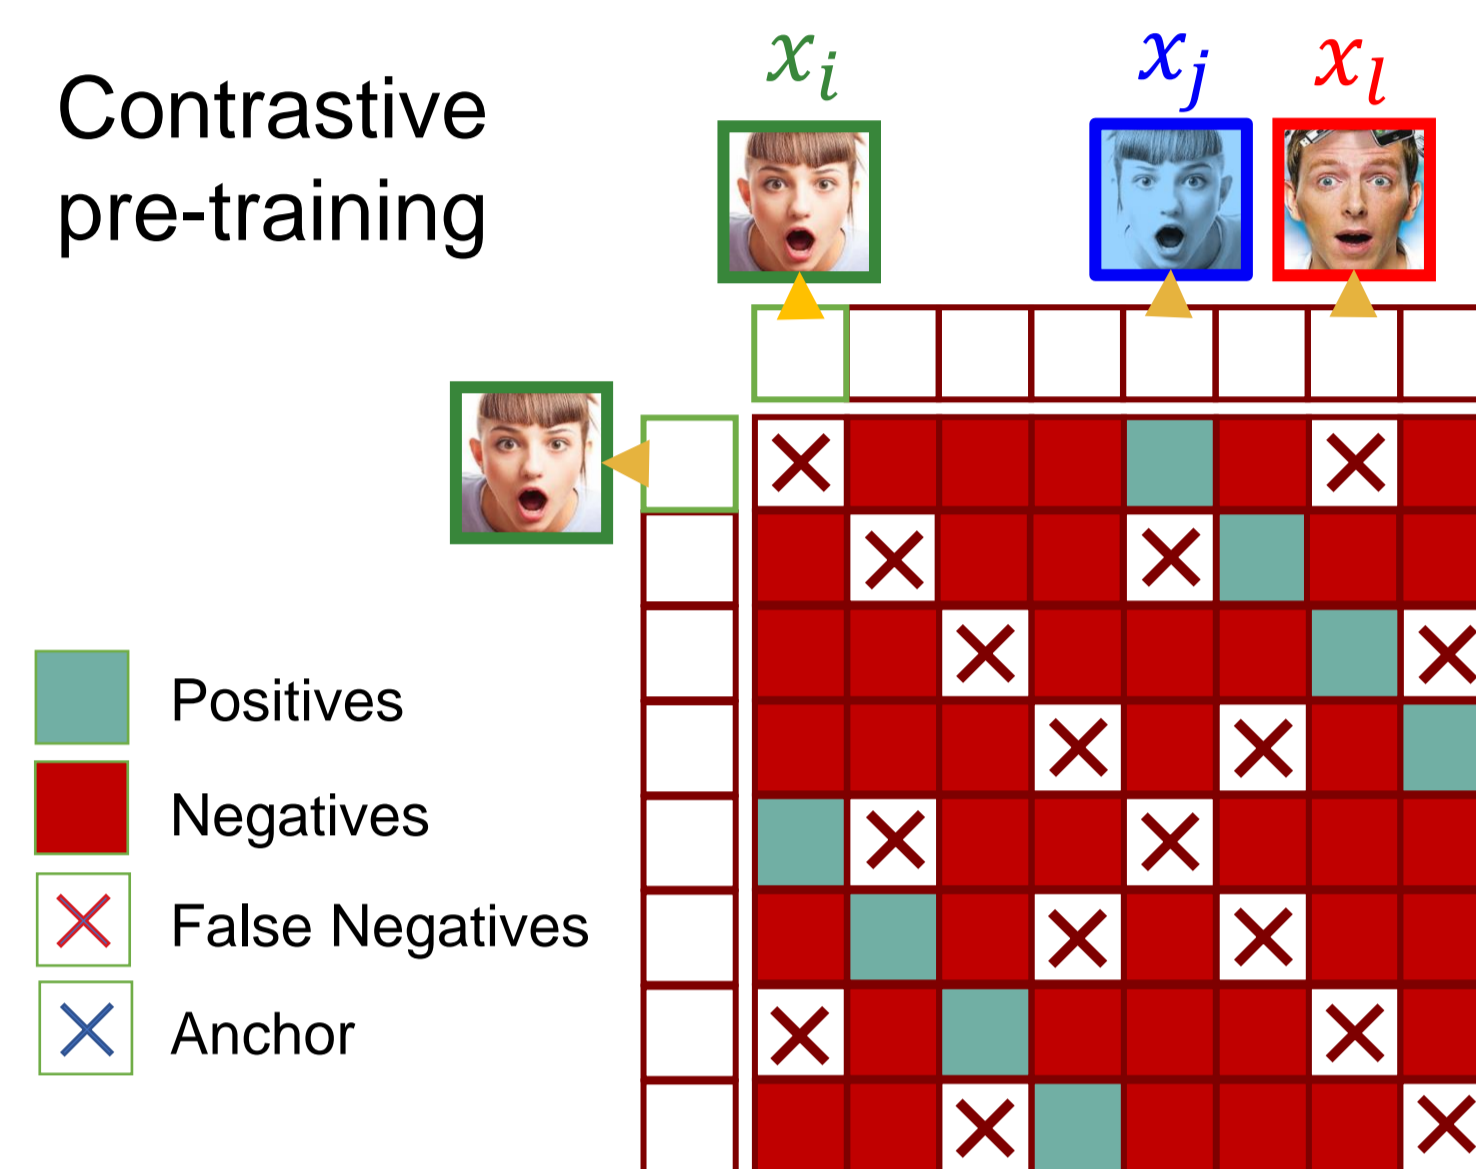 Contrastive
pre-training
x_i
x_j
x_l
Positives
Negatives
False Negatives
Anchor